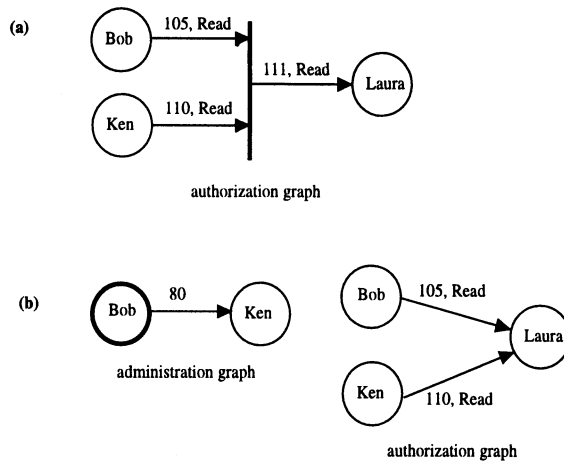 (a)
Bob
105, Read
111, Read
Laura
Ken
110, Read
authorization graph
(b)
Bob
80
Ken
administration graph
Bob
105, Read
Laura
Ken
110, Read
authorization graph